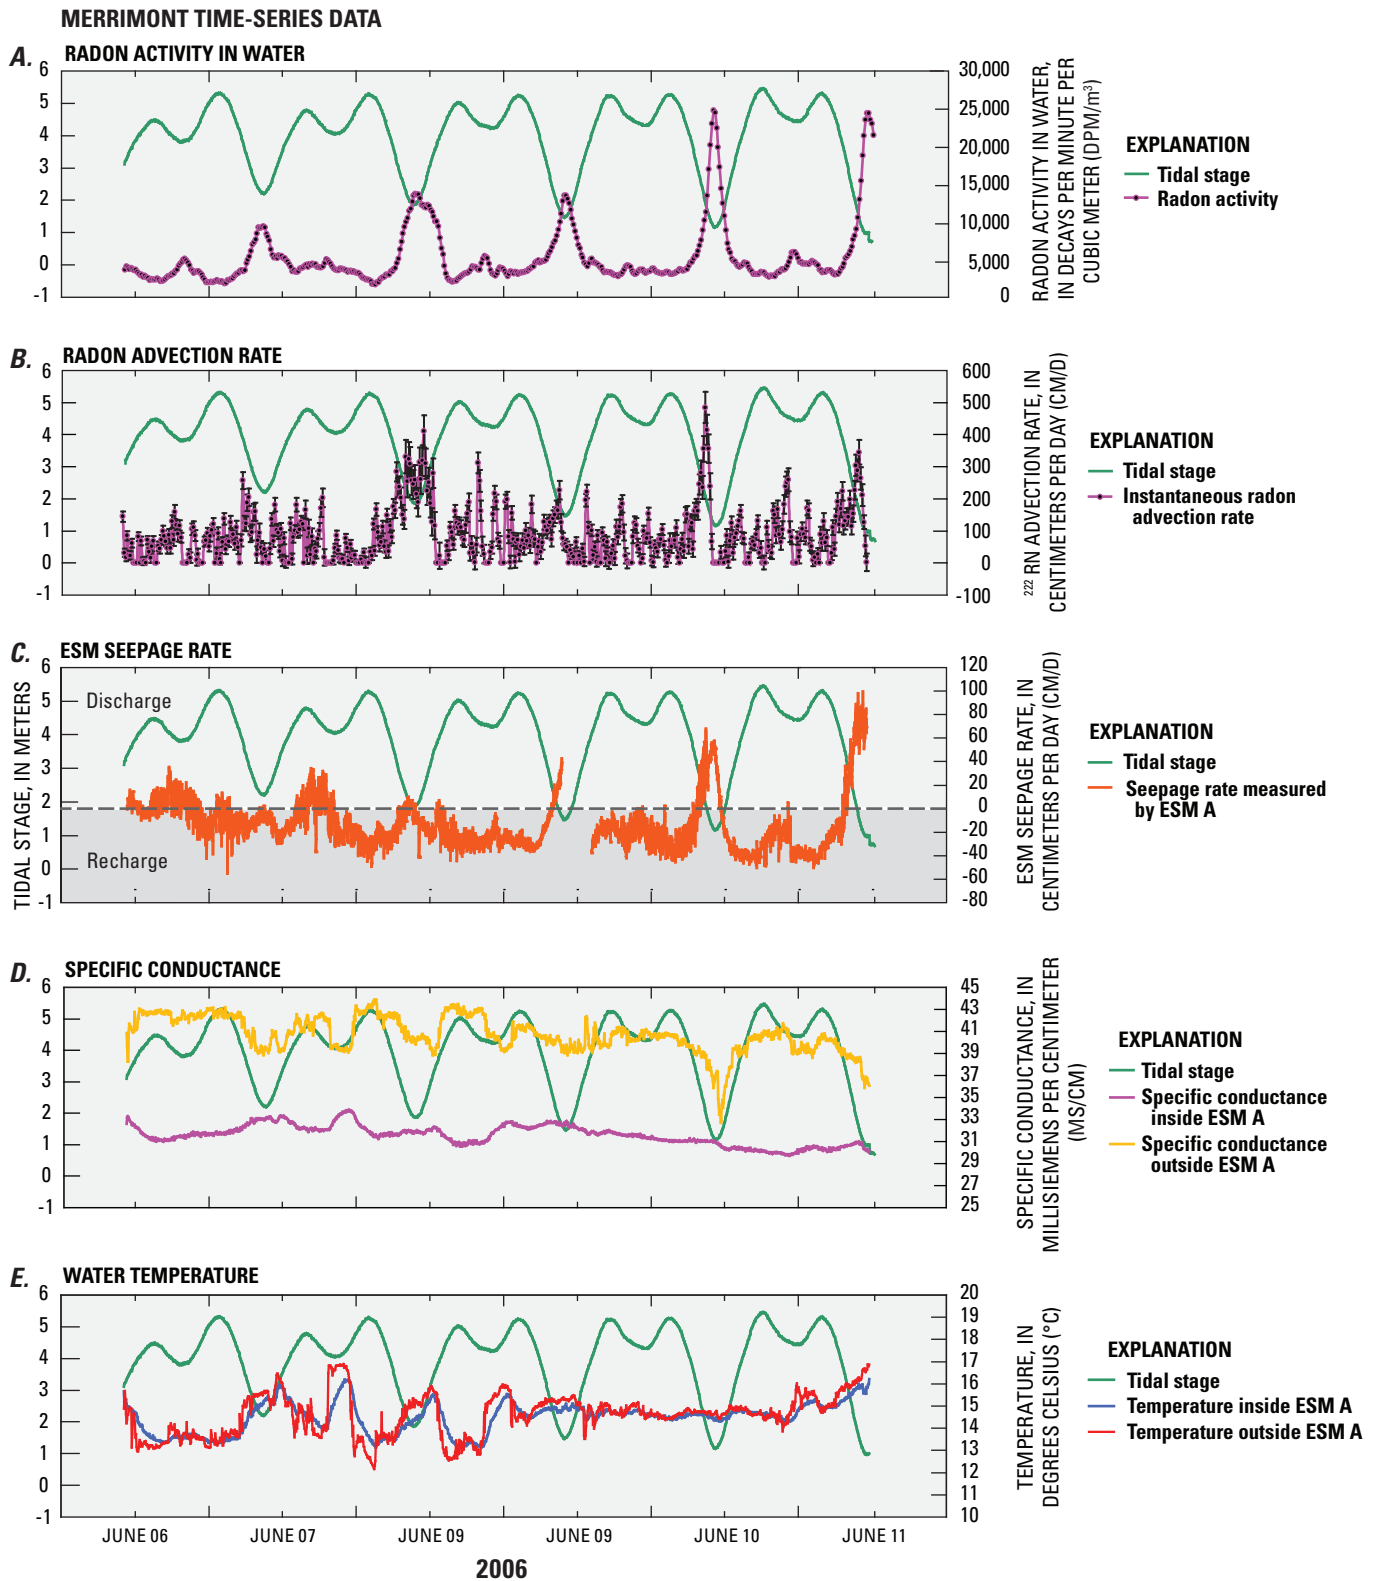 MERRIMONT TIME-SERIES DATA
A. RADON ACTIVITY IN WATER
6
5
4
3
2
1
0
-1
30,000
25,000
20,000
15,000
10,000
5,000
0
RADON ACTIVITY IN WATER,
IN DECAYS PER MINUTE PER
CUBIC METER (DPM/m³)
EXPLANATION
Tidal stage
Radon activity
B. RADON ADVECTION RATE
6
5
4
3
2
1
0
-1
600
500
400
300
200
100
0
-100
²²² RN ADVECTION RATE, IN
CENTIMETERS PER DAY (CM/D)
EXPLANATION
Tidal stage
Instantaneous radon
advection rate
C. ESM SEEPAGE RATE
TIDAL STAGE, IN METERS
6
5
4
3
2
1
0
-1
Discharge
Recharge
120
100
80
60
40
20
0
-20
-40
-60
-80
ESM SEEPAGE RATE, IN
CENTIMETERS PER DAY (CM/D)
EXPLANATION
Tidal stage
Seepage rate measured
by ESM A
D. SPECIFIC CONDUCTANCE
6
5
4
3
2
1
0
-1
45
43
41
39
37
35
33
31
29
27
25
SPECIFIC CONDUCTANCE, IN
MILLISIEMENS PER CENTIMETER
(MS/CM)
EXPLANATION
Tidal stage
Specific conductance
inside ESM A
Specific conductance
outside ESM A
E. WATER TEMPERATURE
6
5
4
3
2
1
0
-1
20
19
18
17
16
15
14
13
12
11
10
TEMPERATURE, IN
DEGREES CELSIUS (°C)
EXPLANATION
Tidal stage
Temperature inside ESM A
Temperature outside ESM A
JUNE 06 JUNE 07 JUNE 09 JUNE 09 JUNE 10 JUNE 11
2006